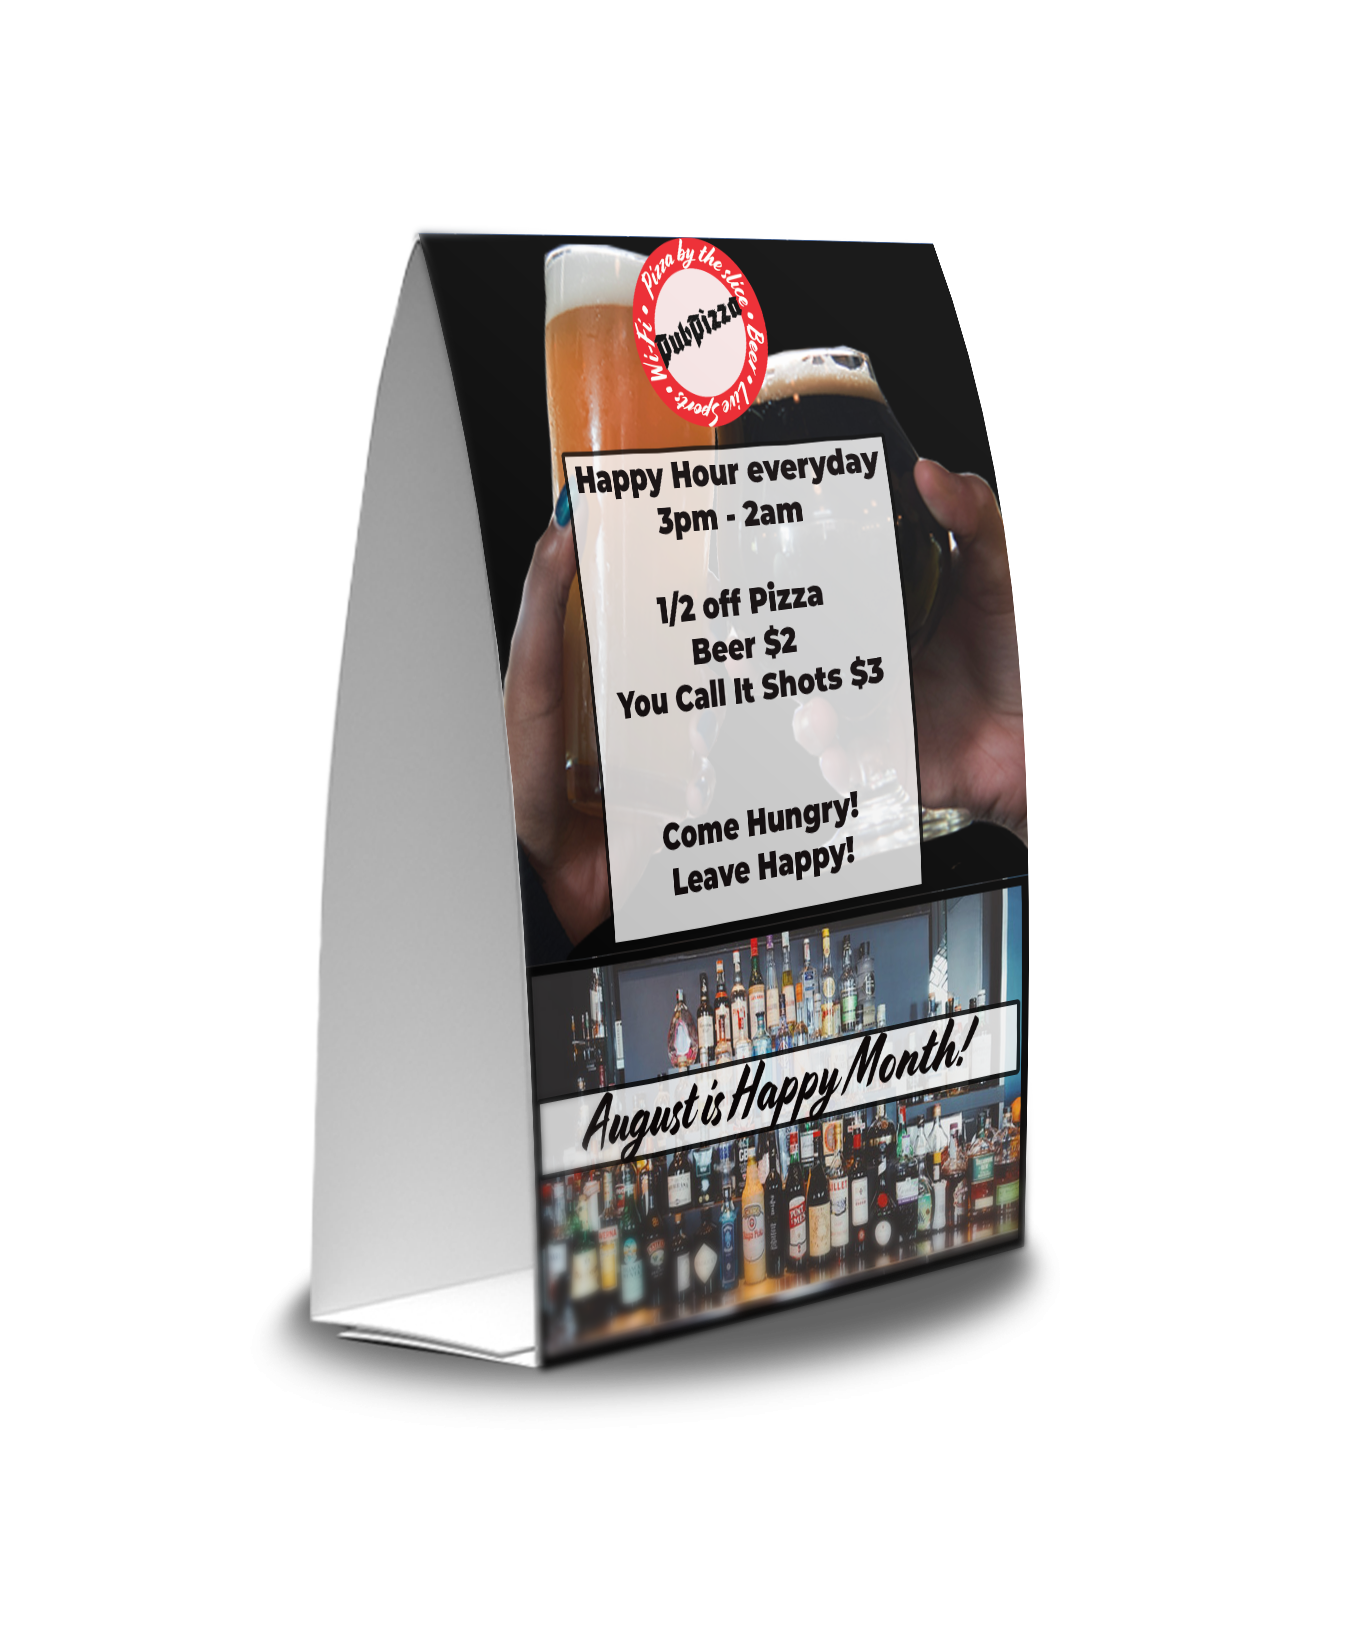 Pizza by the slice • Beer • Live Sports • Wi-Fi •
PubPizza
Happy Hour everyday
3pm - 2am
1/2 off Pizza
Beer $2
You Call It Shots $3
Come Hungry!
Leave Happy!
August is Happy Month!